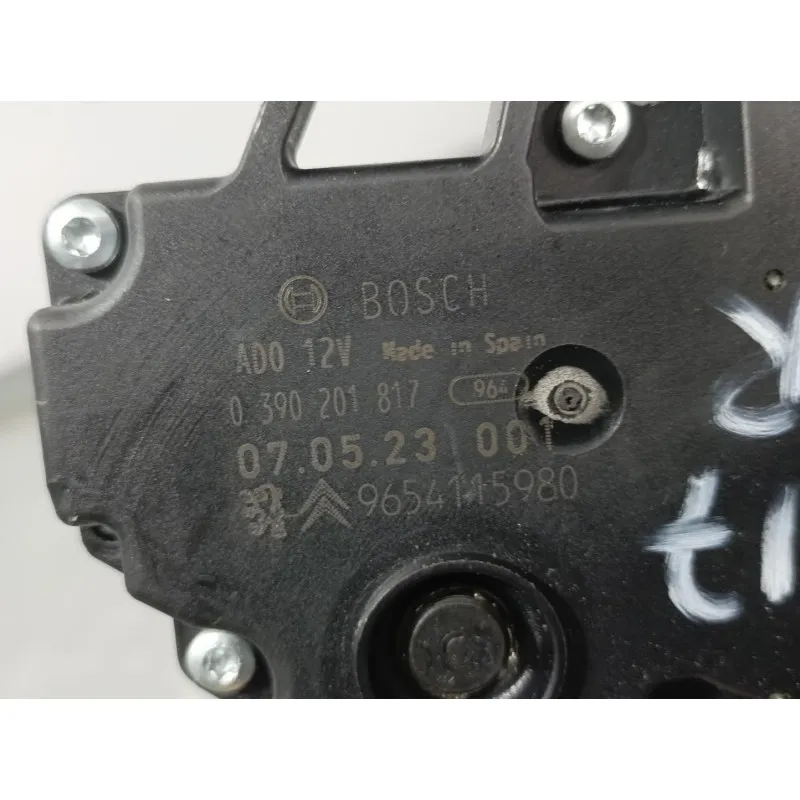 BOSCH
AD0 12V Made in Spain
0 390 201 817 964
07.05.23 001
9654115980